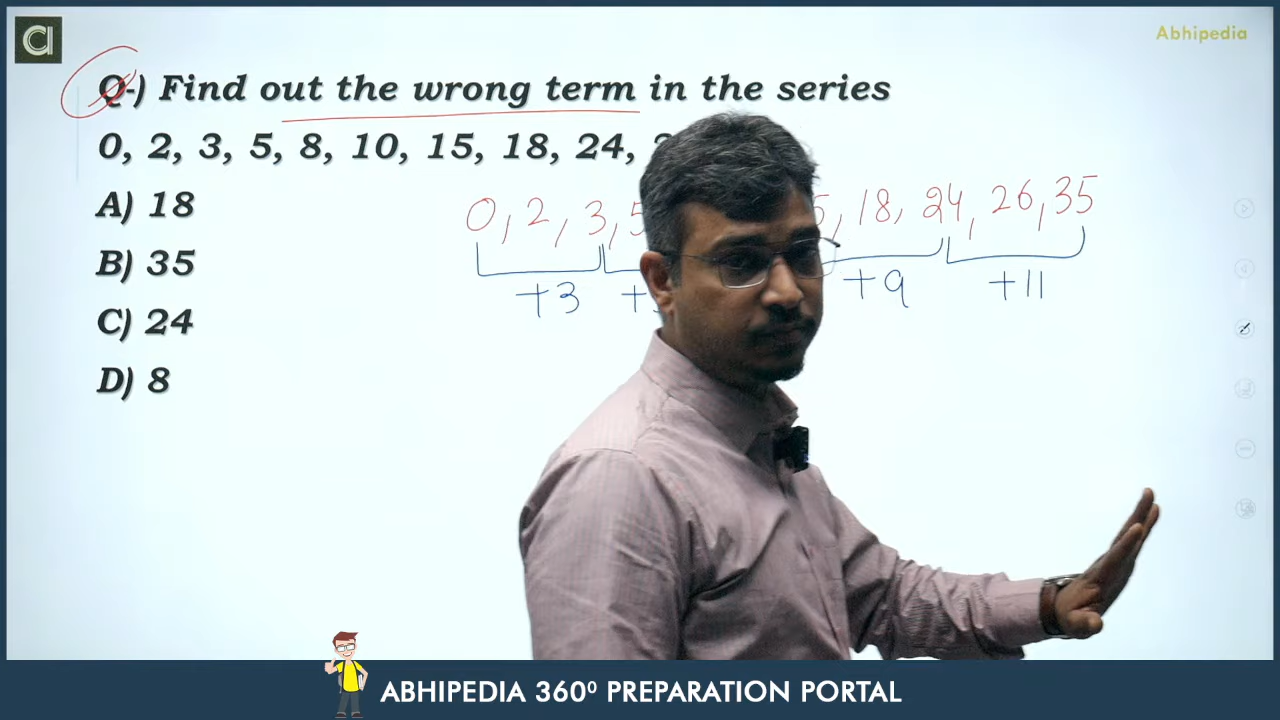 Abhipedia
Q-) Find out the wrong term in the series
0, 2, 3, 5, 8, 10, 15, 18, 24,
A) 18
0, 2, 3, 5, 18, 24, 26, 35
B) 35
+3 + +9 +11
C) 24
D) 8
ABHIPEDIA 360⁰ PREPARATION PORTAL